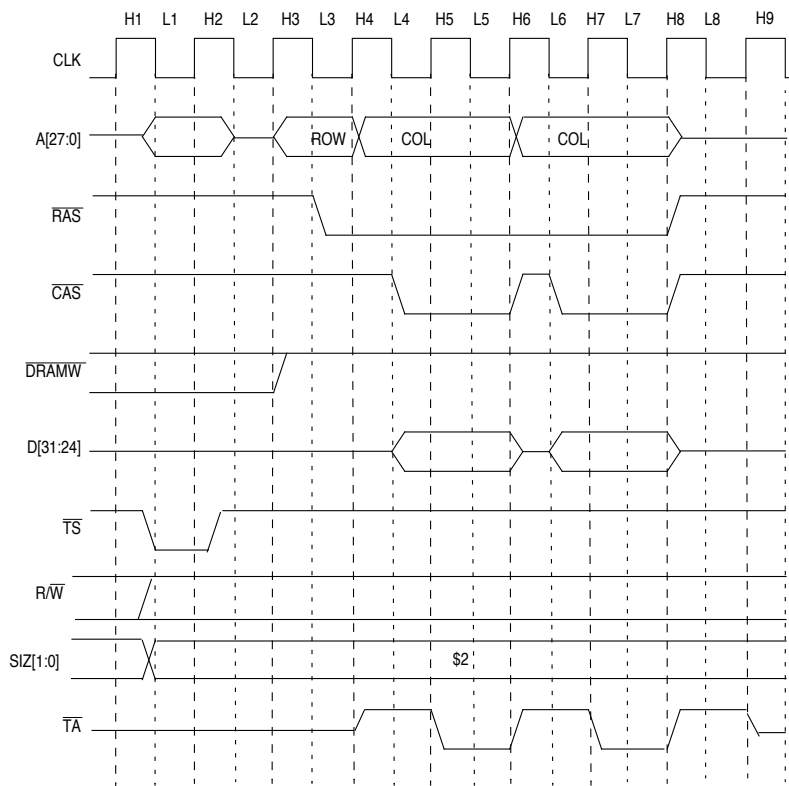 H1 L1 H2 L2 H3 L3 H4 L4 H5 L5 H6 L6 H7 L7 H8 L8 H9
CLK
A[27:0] ROW COL COL
RAS
CAS
DRAMW
D[31:24]
TS
R/W
SIZ[1:0] $2
TA